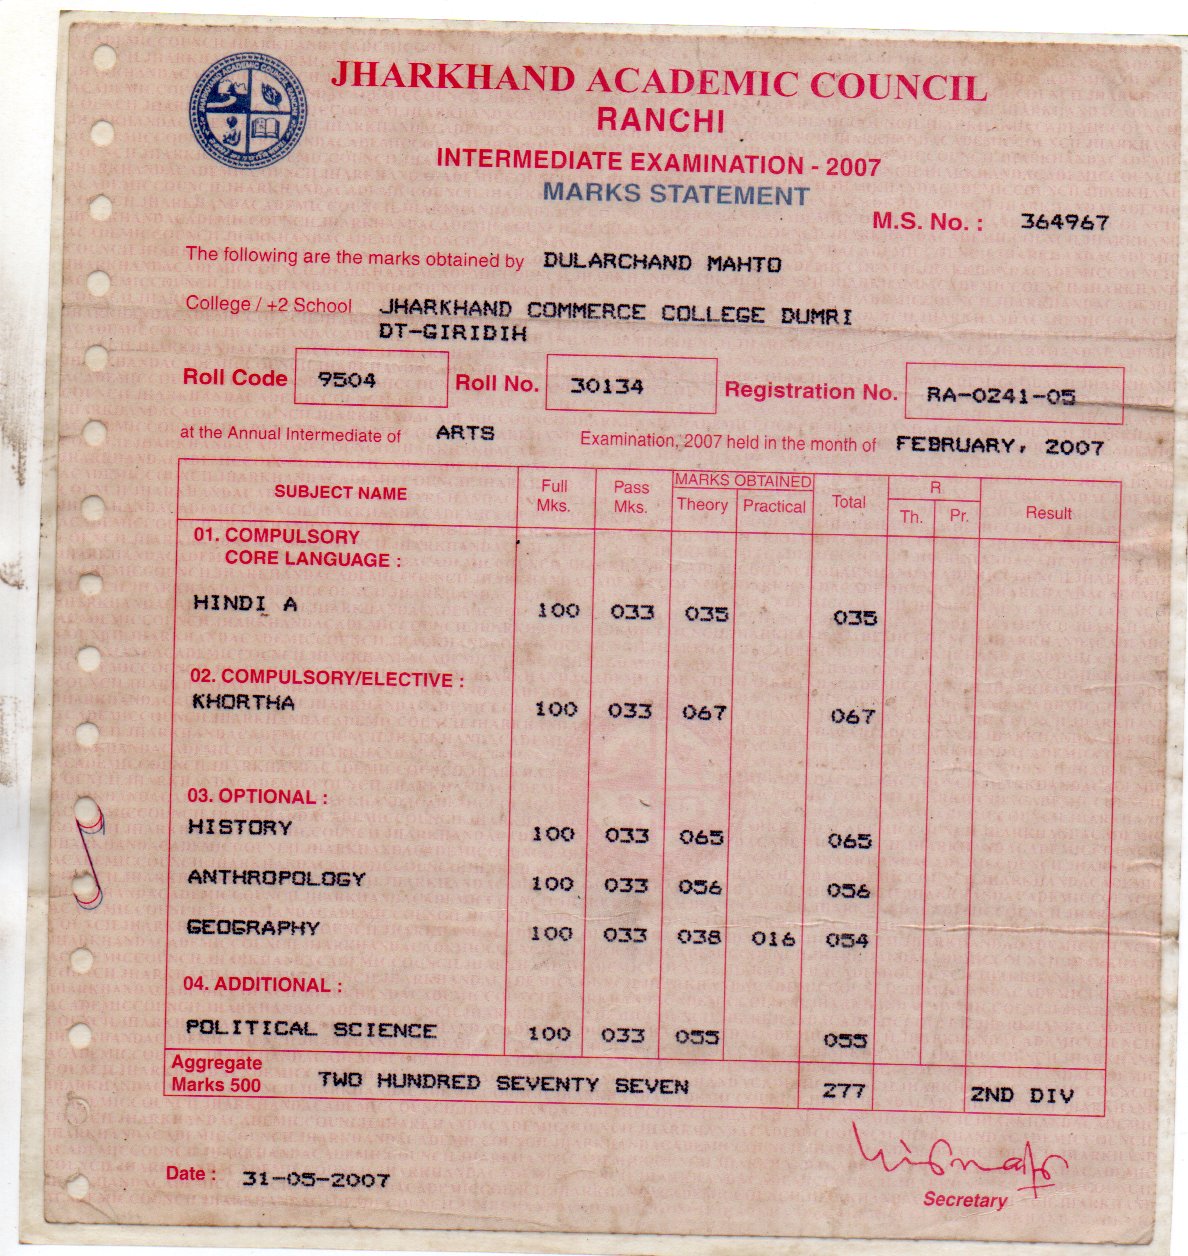 JHARKHAND ACADEMIC COUNCIL
RANCHI
INTERMEDIATE EXAMINATION - 2007
MARKS STATEMENT
M.S. No. : 364967
The following are the marks obtained by DULARCHAND MAHTO
College / +2 School JHARKHAND COMMERCE COLLEGE DUMRI
DT-GIRIDIH
Roll Code 9504 Roll No. 30134 Registration No. RA-0241-05
at the Annual Intermediate of ARTS Examination, 2007 held in the month of FEBRUARY, 2007
SUBJECT NAME Full Mks. Pass Mks. MARKS OBTAINED Theory Practical Total R Th. Pr. Result
01. COMPULSORY
CORE LANGUAGE :
HINDI A 100 033 035 035
02. COMPULSORY/ELECTIVE :
KHORTHA 100 033 067 067
03. OPTIONAL :
HISTORY 100 033 065 065
ANTHROPOLOGY 100 033 056 056
GEOGRAPHY 100 033 038 016 054
04. ADDITIONAL :
POLITICAL SCIENCE 100 033 055 055
Aggregate
Marks 500 TWO HUNDRED SEVENTY SEVEN 277 2ND DIV
Date : 31-05-2007
Secretary